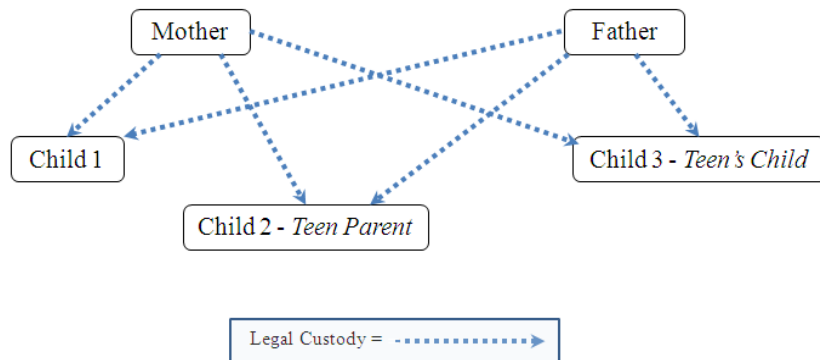 Mother
Father
Child 1
Child 3 - Teen's Child
Child 2 - Teen Parent
Legal Custody =